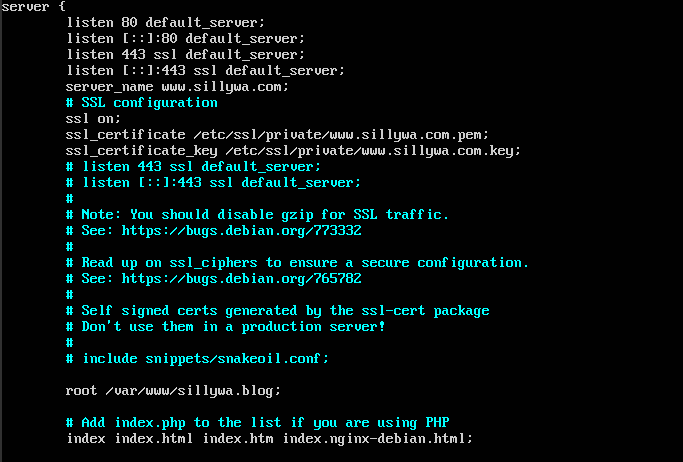 server {
listen 80 default_server;
listen [::]:80 default_server;
listen 443 ssl default_server;
listen [::]:443 ssl default_server;
server_name www.sillywa.com;
# SSL configuration
ssl on;
ssl_certificate /etc/ssl/private/www.sillywa.com.pem;
ssl_certificate_key /etc/ssl/private/www.sillywa.com.key;
# listen 443 ssl default_server;
# listen [::]:443 ssl default_server;
#
# Note: You should disable gzip for SSL traffic.
# See: https://bugs.debian.org/773332
#
# Read up on ssl_ciphers to ensure a secure configuration.
# See: https://bugs.debian.org/765782
#
# Self signed certs generated by the ssl-cert package
# Don't use them in a production server!
#
# include snippets/snakeoil.conf;
root /var/www/sillywa.blog;
# Add index.php to the list if you are using PHP
index index.html index.htm index.nginx-debian.html;